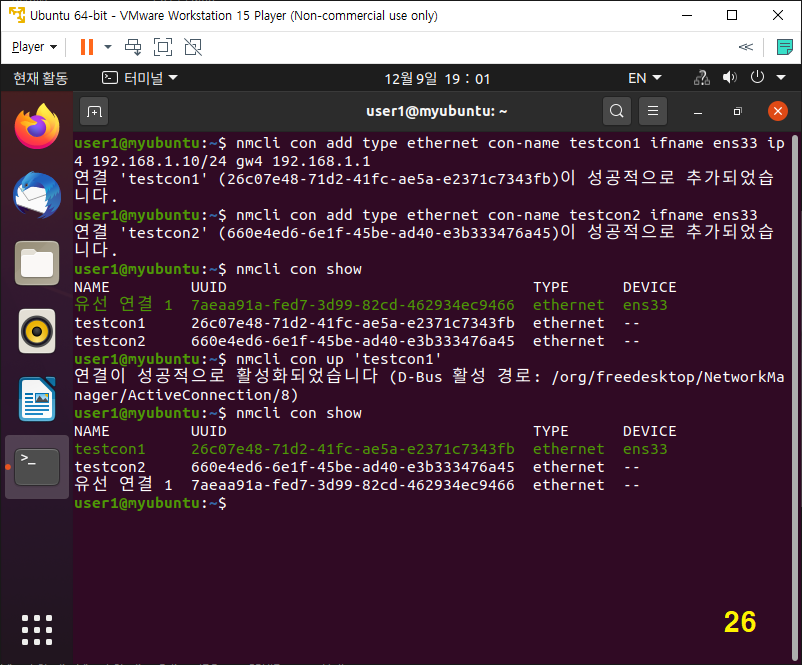 Ubuntu 64-bit - VMware Workstation 15 Player (Non-commercial use only)
Player
현재 활동
터미널
12월 9일 19 : 01
EN
user1@myubuntu: ~
user1@myubuntu:~$ nmcli con add type ethernet con-name testcon1 ifname ens33 ip
4 192.168.1.10/24 gw4 192.168.1.1
연결 'testcon1' (26c07e48-71d2-41fc-ae5a-e2371c7343fb)이 성공적으로 추가되었습
니다.
user1@myubuntu:~$ nmcli con add type ethernet con-name testcon2 ifname ens33
연결 'testcon2' (660e4ed6-6e1f-45be-ad40-e3b333476a45)이 성공적으로 추가되었습
니다.
user1@myubuntu:~$ nmcli con show
NAME UUID TYPE DEVICE
유선 연결 1 7aeaa91a-fed7-3d99-82cd-462934ec9466 ethernet ens33
testcon1 26c07e48-71d2-41fc-ae5a-e2371c7343fb ethernet --
testcon2 660e4ed6-6e1f-45be-ad40-e3b333476a45 ethernet --
user1@myubuntu:~$ nmcli con up 'testcon1'
연결이 성공적으로 활성화되었습니다 (D-Bus 활성 경로: /org/freedesktop/NetworkMa
nager/ActiveConnection/8)
user1@myubuntu:~$ nmcli con show
NAME UUID TYPE DEVICE
testcon1 26c07e48-71d2-41fc-ae5a-e2371c7343fb ethernet ens33
testcon2 660e4ed6-6e1f-45be-ad40-e3b333476a45 ethernet --
유선 연결 1 7aeaa91a-fed7-3d99-82cd-462934ec9466 ethernet --
user1@myubuntu:~$
26